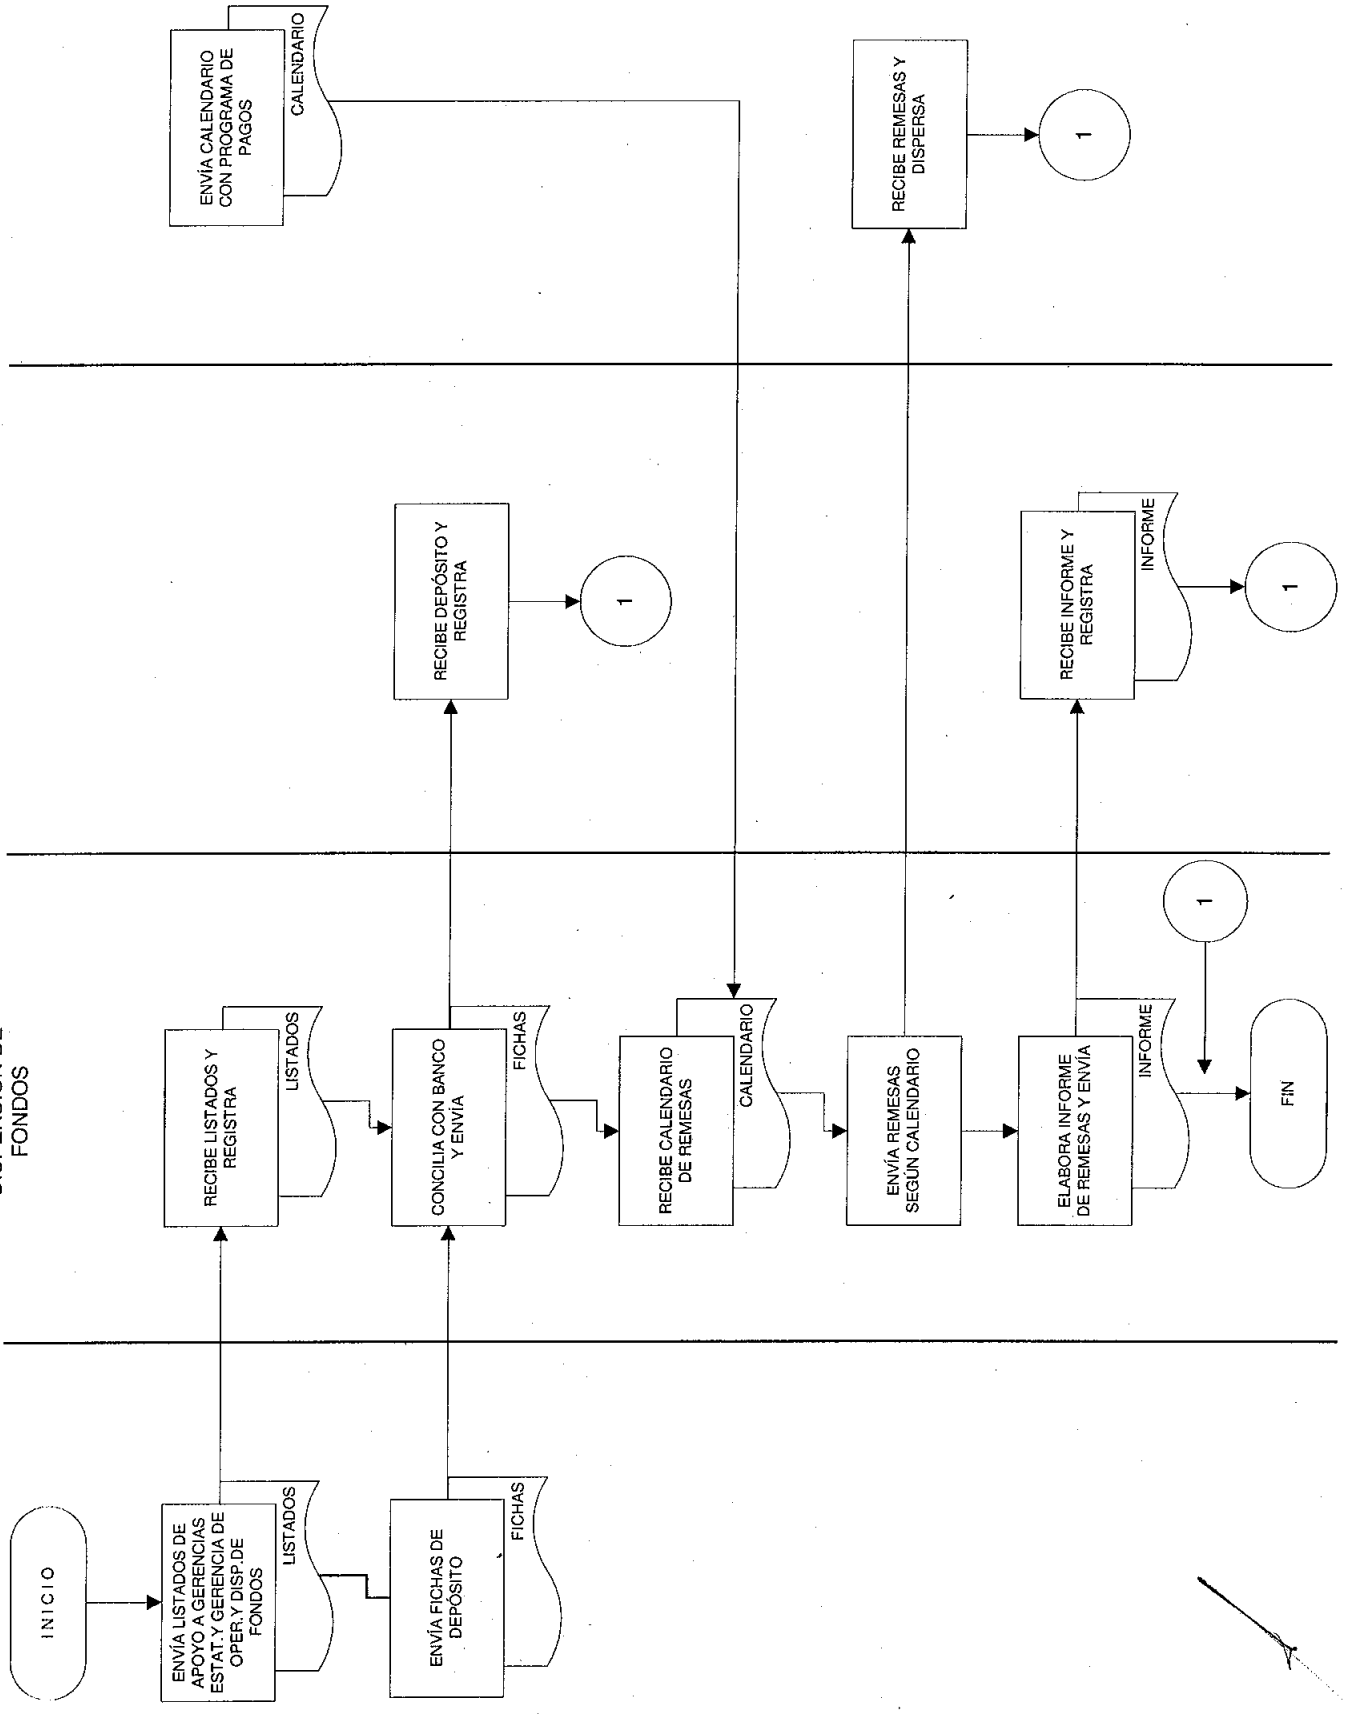 FONDOS
INICIO
ENVÍA LISTADOS DE
APOYO A GERENCIAS
ESTAT. Y GERENCIA DE
OPER.Y DISP.DE
FONDOS
LISTADOS
ENVÍA FICHAS DE
DEPÓSITO
FICHAS
RECIBE LISTADOS Y
REGISTRA
LISTADOS
CONCILIA CON BANCO
Y ENVÍA
FICHAS
RECIBE CALENDARIO
DE REMESAS
CALENDARIO
ENVÍA REMESAS
SEGÚN CALENDARIO
ELABORA INFORME
DE REMESAS Y ENVÍA
INFORME
1
FIN
RECIBE DEPÓSITO Y
REGISTRA
1
RECIBE INFORME Y
REGISTRA
INFORME
1
ENVÍA CALENDARIO
CON PROGRAMA DE
PAGOS
CALENDARIO
RECIBE REMESAS Y
DISPERSA
1